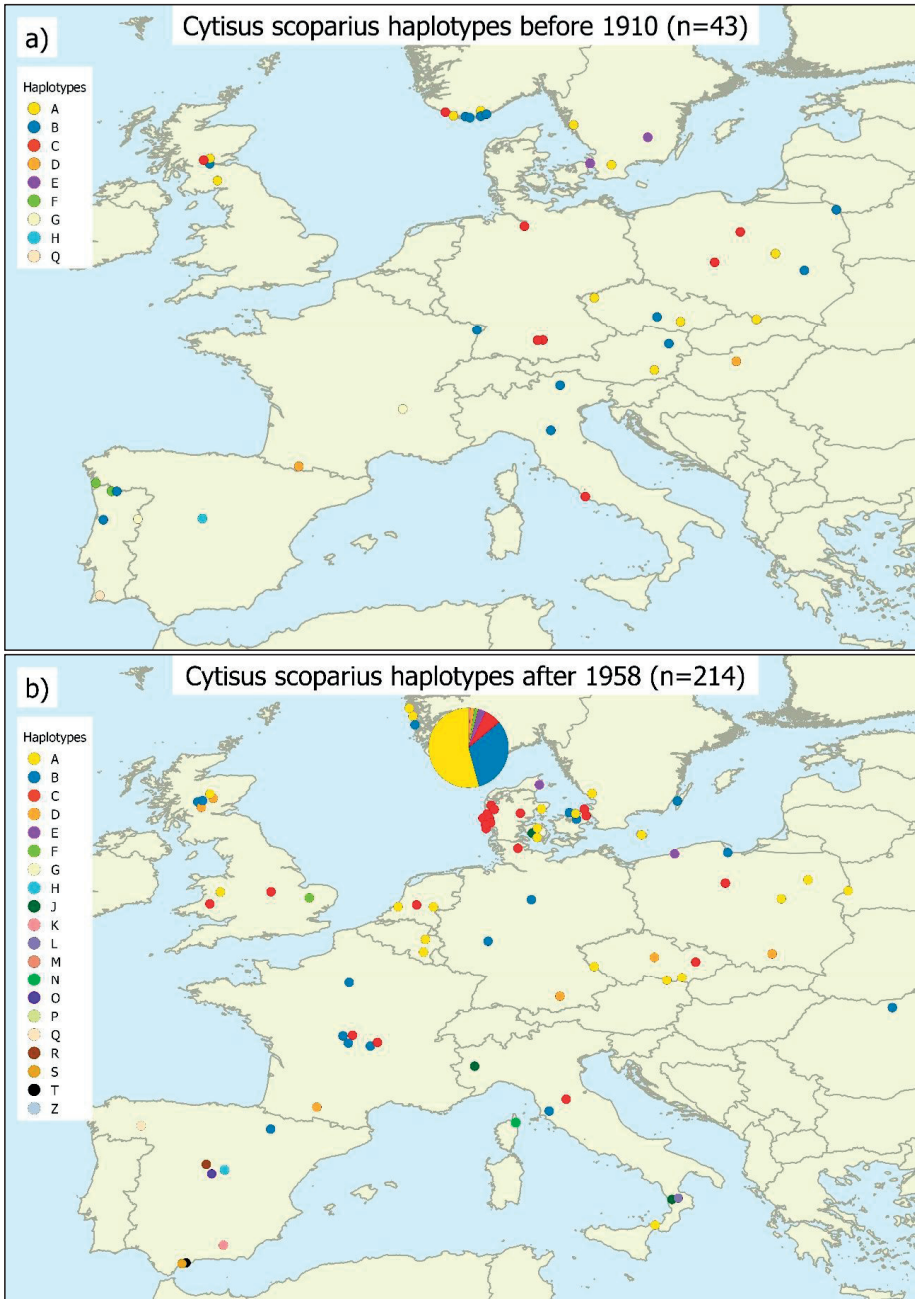 a)
Cytisus scoparius haplotypes before 1910 (n=43)
Haplotypes
A
B
C
D
E
F
G
H
Q
b)
Cytisus scoparius haplotypes after 1958 (n=214)
Haplotypes
A
B
C
D
E
F
G
H
J
K
L
M
N
O
P
Q
R
S
T
Z